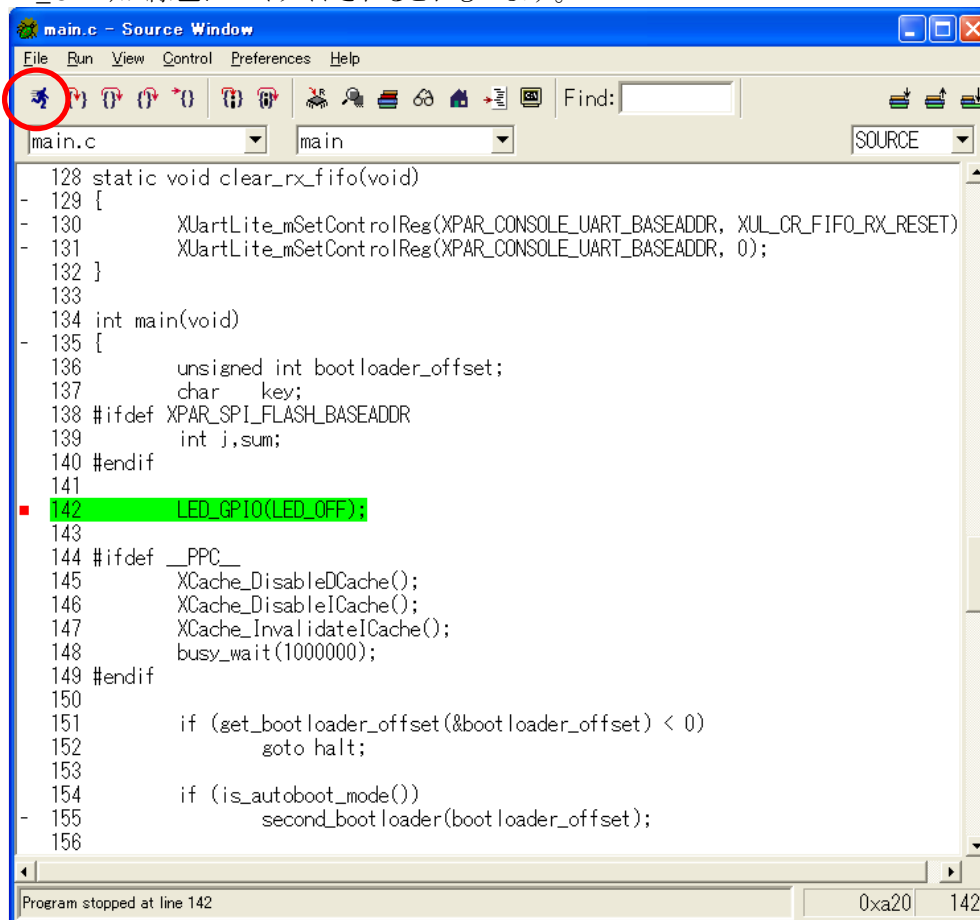 main.c - Source Window
File Run View Control Preferences Help
Find:
main.c main SOURCE
128 static void clear_rx_fifo(void)
- 129 {
- 130 XUartLite_mSetControlReg(XPAR_CONSOLE_UART_BASEADDR, XUL_CR_FIFO_RX_RESET)
- 131 XUartLite_mSetControlReg(XPAR_CONSOLE_UART_BASEADDR, 0);
132 }
133
134 int main(void)
- 135 {
136 unsigned int bootloader_offset;
137 char key;
138 #ifdef XPAR_SPI_FLASH_BASEADDR
139 int j,sum;
140 #endif
141
142 LED_GPIO(LED_OFF);
143
144 #ifdef __PPC__
145 XCache_DisableDCache();
146 XCache_DisableICache();
147 XCache_InvalidateICache();
148 busy_wait(1000000);
149 #endif
150
151 if (get_bootloader_offset(&bootloader_offset) < 0)
152 goto halt;
153
154 if (is_autoboot_mode())
- 155 second_bootloader(bootloader_offset);
156
Program stopped at line 142 0xa20 142